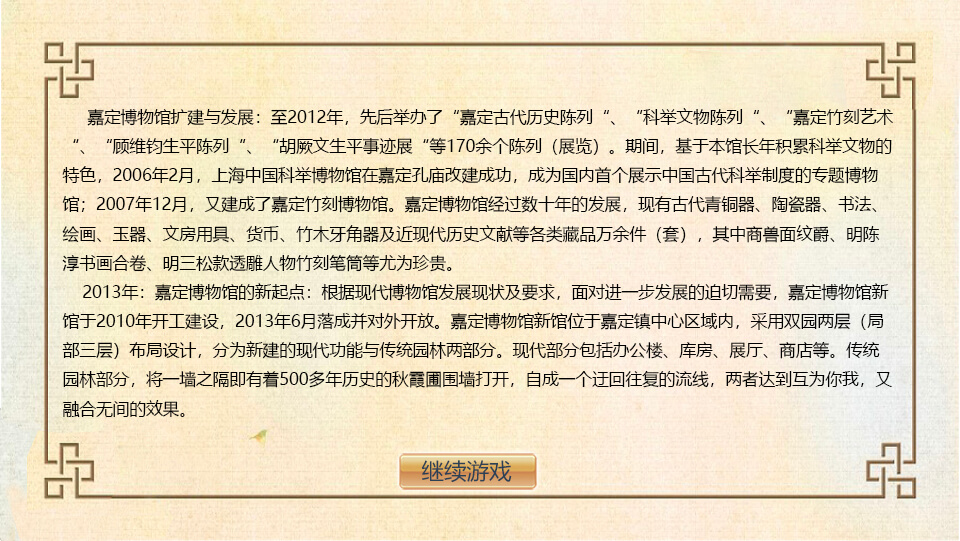 嘉定博物馆扩建与发展：至2012年，先后举办了“嘉定古代历史陈列“、“科举文物陈列“、“嘉定竹刻艺术
“、“顾维钧生平陈列“、“胡厥文生平事迹展“等170余个陈列（展览）。期间，基于本馆长年积累科举文物的
特色，2006年2月，上海中国科举博物馆在嘉定孔庙改建成功，成为国内首个展示中国古代科举制度的专题博物
馆；2007年12月，又建成了嘉定竹刻博物馆。嘉定博物馆经过数十年的发展，现有古代青铜器、陶瓷器、书法、
绘画、玉器、文房用具、货币、竹木牙角器及近现代历史文献等各类藏品万余件（套），其中商兽面纹爵、明陈
淳书画合卷、明三松款透雕人物竹刻笔筒等尤为珍贵。
2013年：嘉定博物馆的新起点：根据现代博物馆发展现状及要求，面对进一步发展的迫切需要，嘉定博物馆新
馆于2010年开工建设，2013年6月落成并对外开放。嘉定博物馆新馆位于嘉定镇中心区域内，采用双园两层（局
部三层）布局设计，分为新建的现代功能与传统园林两部分。现代部分包括办公楼、库房、展厅、商店等。传统
园林部分，将一墙之隔即有着500多年历史的秋霞圃围墙打开，自成一个迂回往复的流线，两者达到互为你我，又
融合无间的效果。
继续游戏